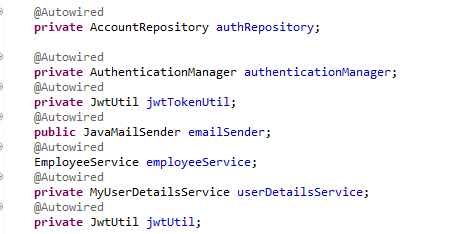 @Autowired
private AccountRepository authRepository;
@Autowired
private AuthenticationManager authenticationManager;
@Autowired
private JwtUtil jwtTokenUtil;
@Autowired
public JavaMailSender emailSender;
@Autowired
EmployeeService employeeService;
@Autowired
private MyUserDetailsService userDetailsService;
@Autowired
private JwtUtil jwtUtil;